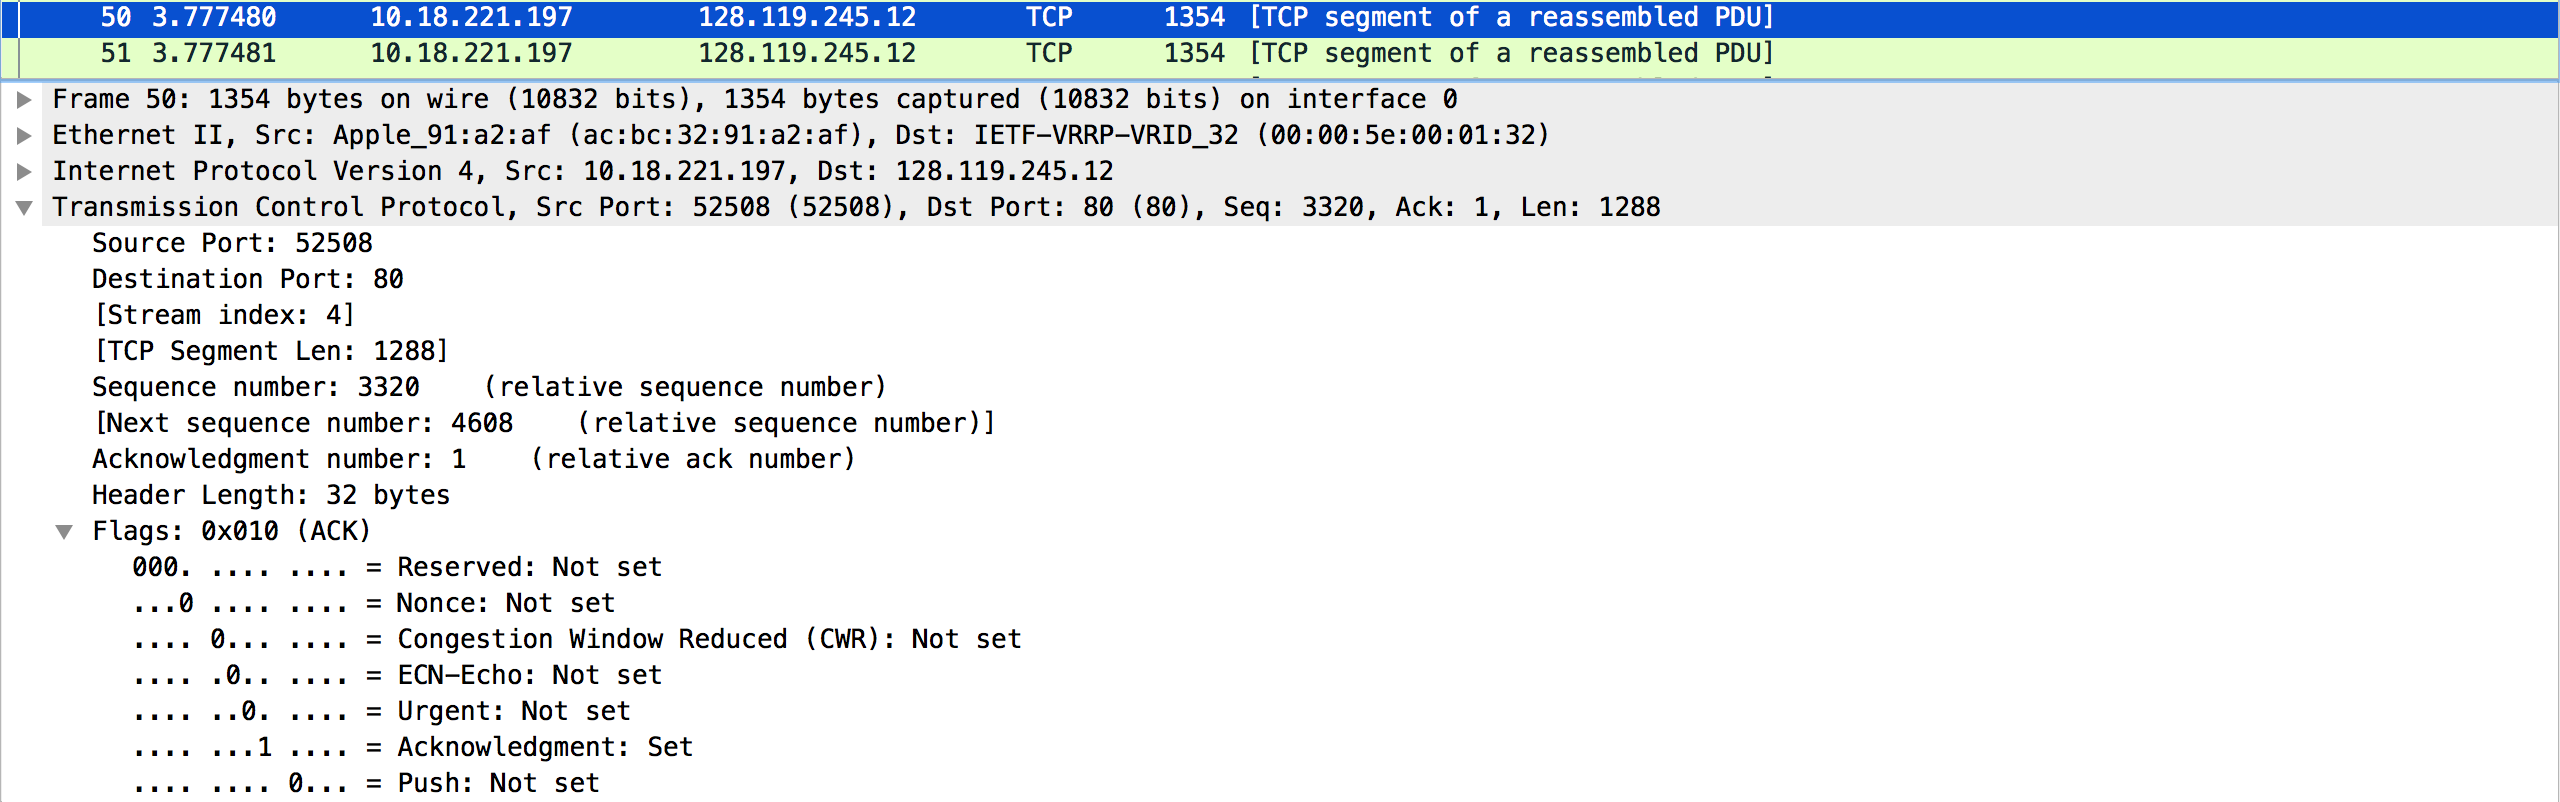 50 3.777480 10.18.221.197 128.119.245.12 TCP 1354 [TCP segment of a reassembled PDU]
51 3.777481 10.18.221.197 128.119.245.12 TCP 1354 [TCP segment of a reassembled PDU]
Frame 50: 1354 bytes on wire (10832 bits), 1354 bytes captured (10832 bits) on interface 0
Ethernet II, Src: Apple_91:a2:af (ac:bc:32:91:a2:af), Dst: IETF-VRRP-VRID_32 (00:00:5e:00:01:32)
Internet Protocol Version 4, Src: 10.18.221.197, Dst: 128.119.245.12
Transmission Control Protocol, Src Port: 52508 (52508), Dst Port: 80 (80), Seq: 3320, Ack: 1, Len: 1288
Source Port: 52508
Destination Port: 80
[Stream index: 4]
[TCP Segment Len: 1288]
Sequence number: 3320 (relative sequence number)
[Next sequence number: 4608 (relative sequence number)]
Acknowledgment number: 1 (relative ack number)
Header Length: 32 bytes
Flags: 0x010 (ACK)
000. .... .... = Reserved: Not set
...0 .... .... = Nonce: Not set
.... 0... .... = Congestion Window Reduced (CWR): Not set
.... .0.. .... = ECN-Echo: Not set
.... ..0. .... = Urgent: Not set
.... ...1 .... = Acknowledgment: Set
.... .... 0... = Push: Not set